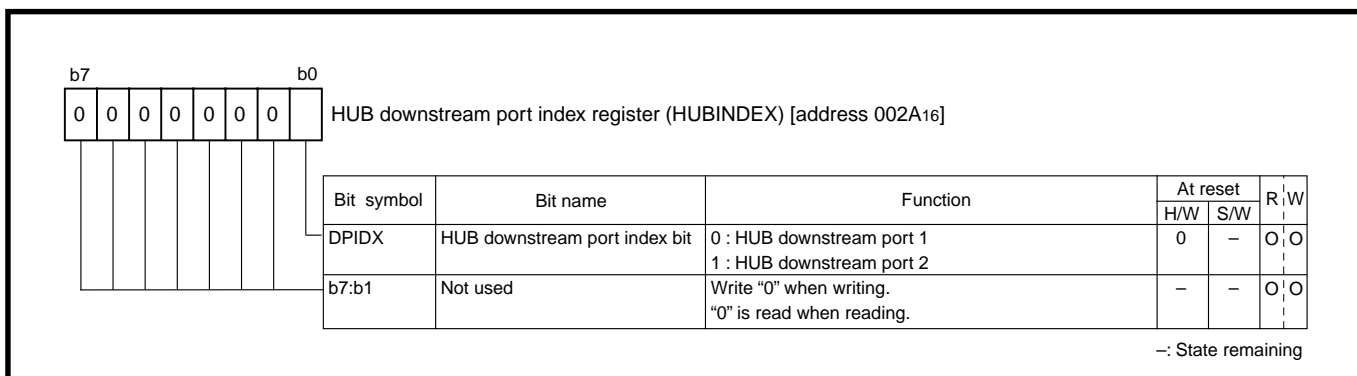 b7 b0
0 0 0 0 0 0 0 HUB downstream port index register (HUBINDEX) [address 002A16]
Bit symbol Bit name Function At reset R W
H/W S/W
DPIDX HUB downstream port index bit 0 : HUB downstream port 1 0 – O O
1 : HUB downstream port 2
b7:b1 Not used Write “0” when writing. – – O O
“0” is read when reading.
–: State remaining